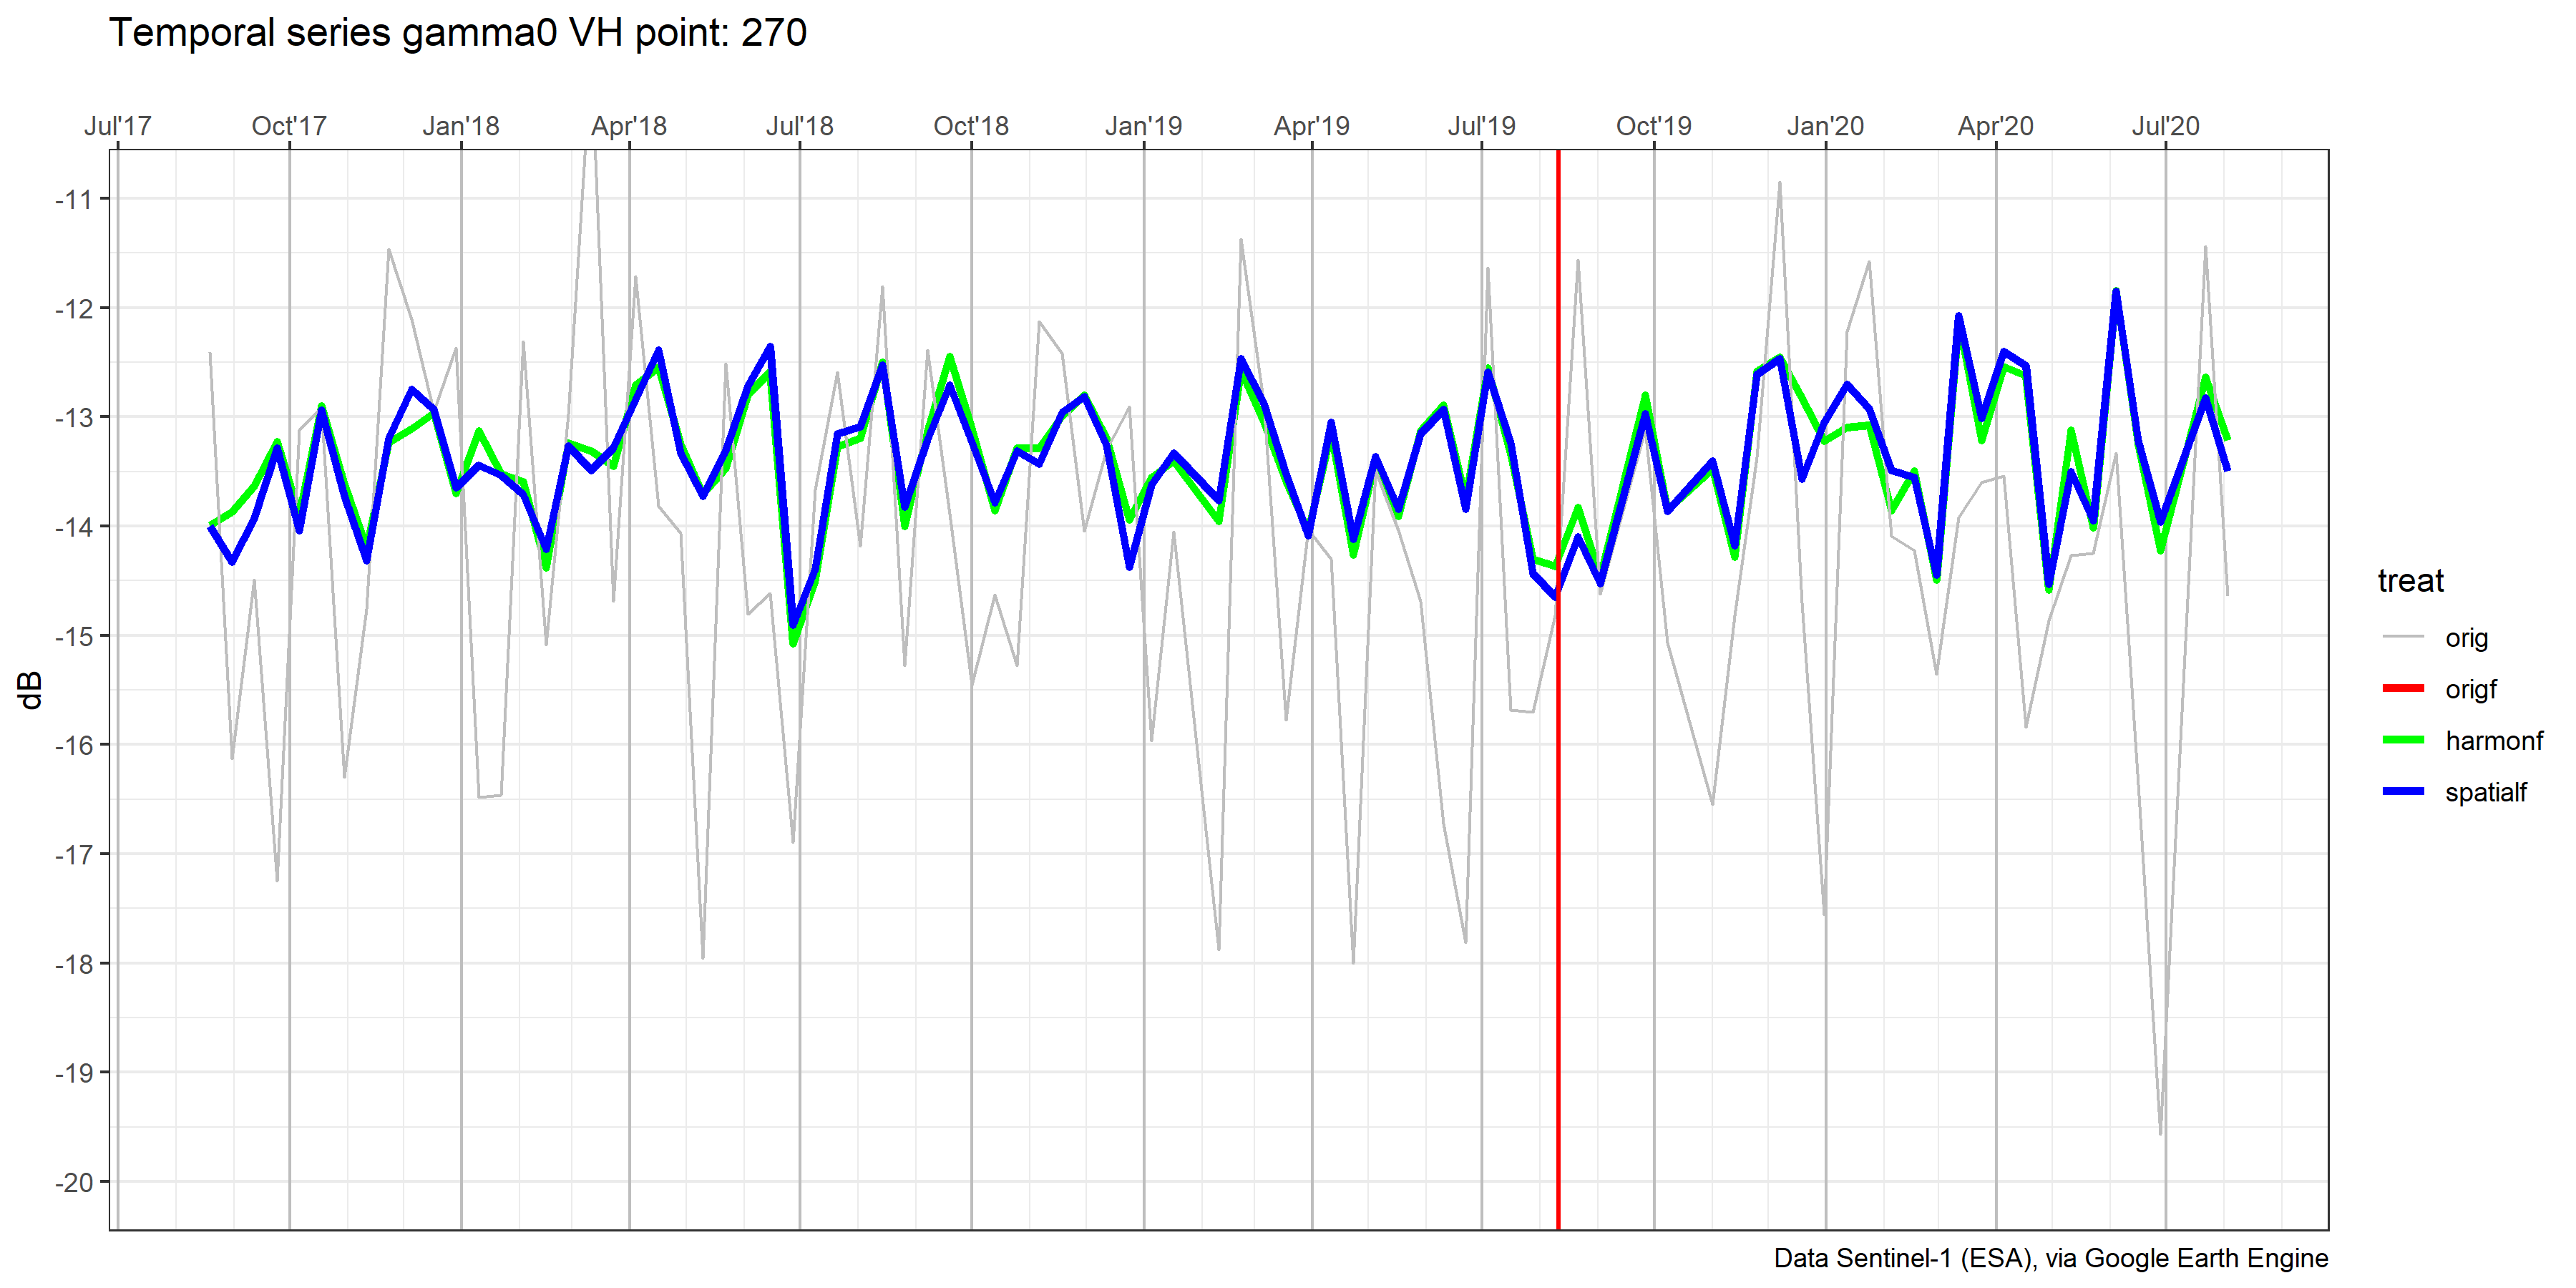 Temporal series gamma0 VH point: 270
Jul'17 Oct'17 Jan'18 Apr'18 Jul'18 Oct'18 Jan'19 Apr'19 Jul'19 Oct'19 Jan'20 Apr'20 Jul'20
-11
-12
-13
-14
-15
-16
-17
-18
-19
-20
dB
treat
orig
origf
harmonf
spatialf
Data Sentinel-1 (ESA), via Google Earth Engine